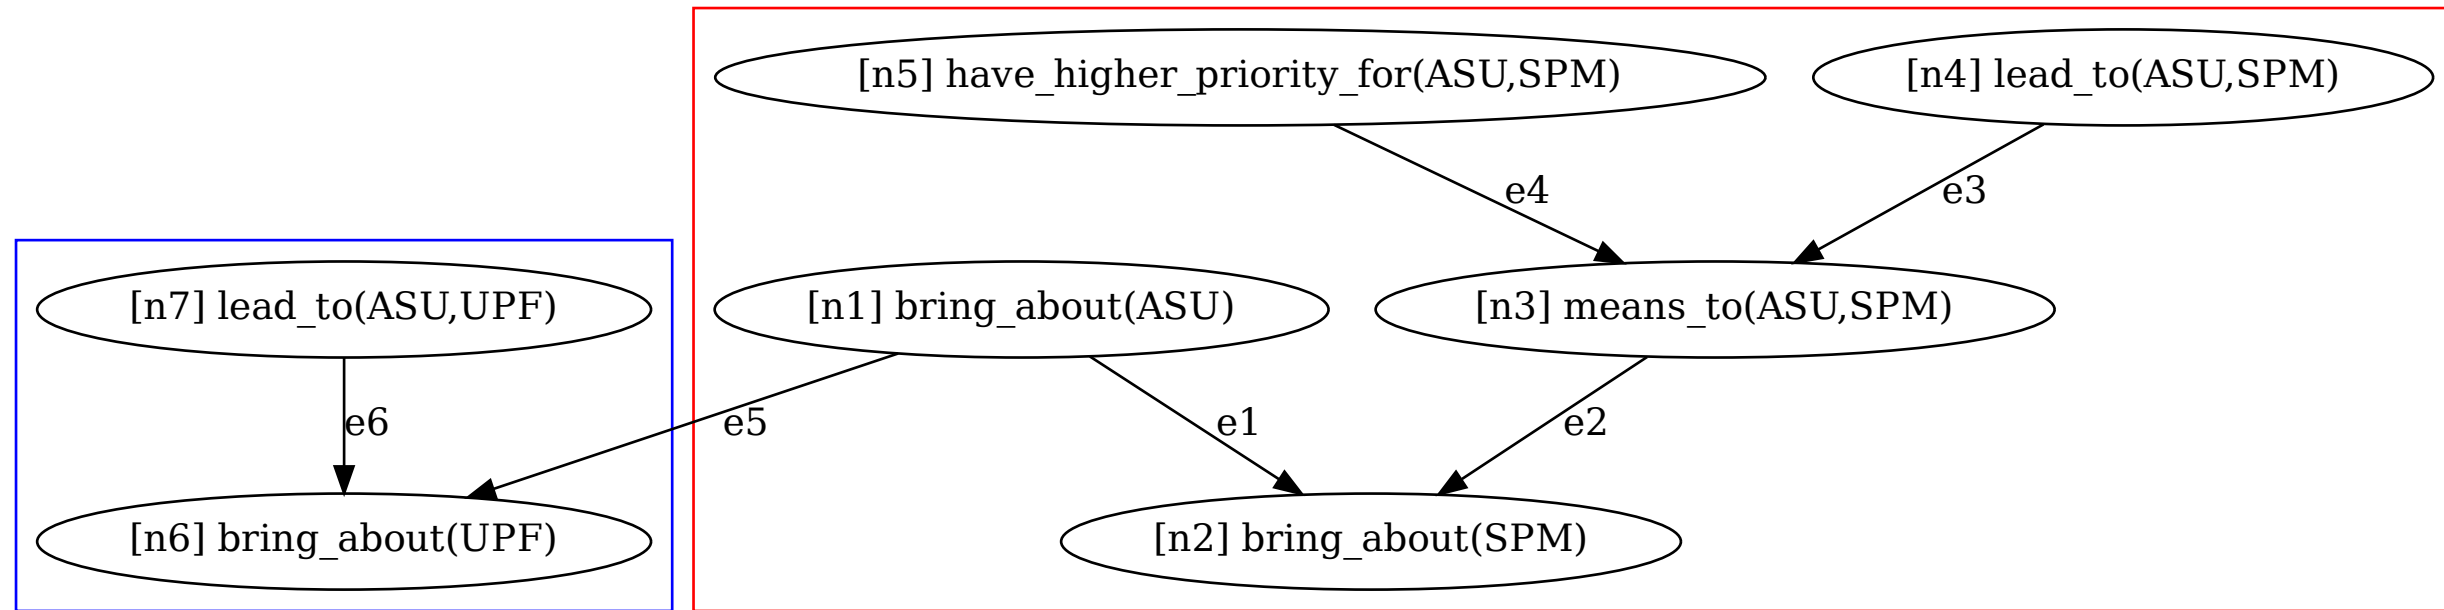 [n5] have_higher_priority_for(ASU,SPM)
[n4] lead_to(ASU,SPM)
e4
e3
[n7] lead_to(ASU,UPF)
[n1] bring_about(ASU)
[n3] means_to(ASU,SPM)
e6
e5
e1
e2
[n6] bring_about(UPF)
[n2] bring_about(SPM)